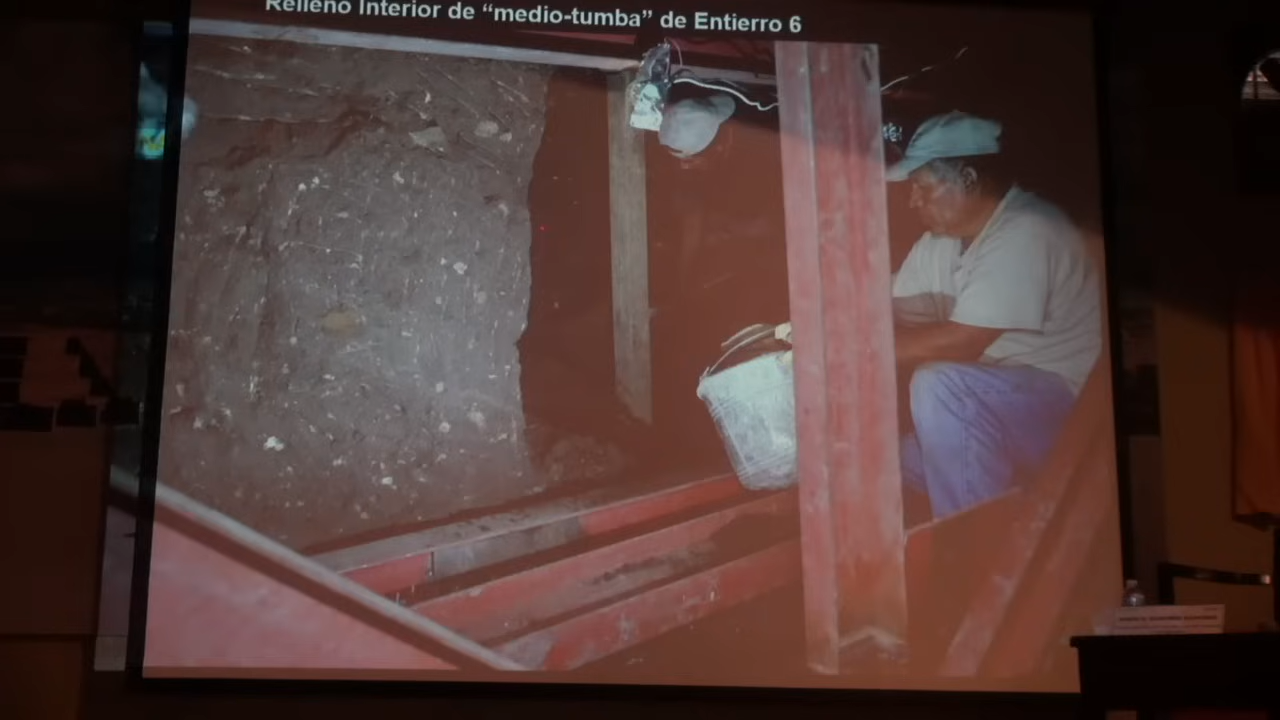 Relleno Interior de “medio-tumba” de Entierro 6